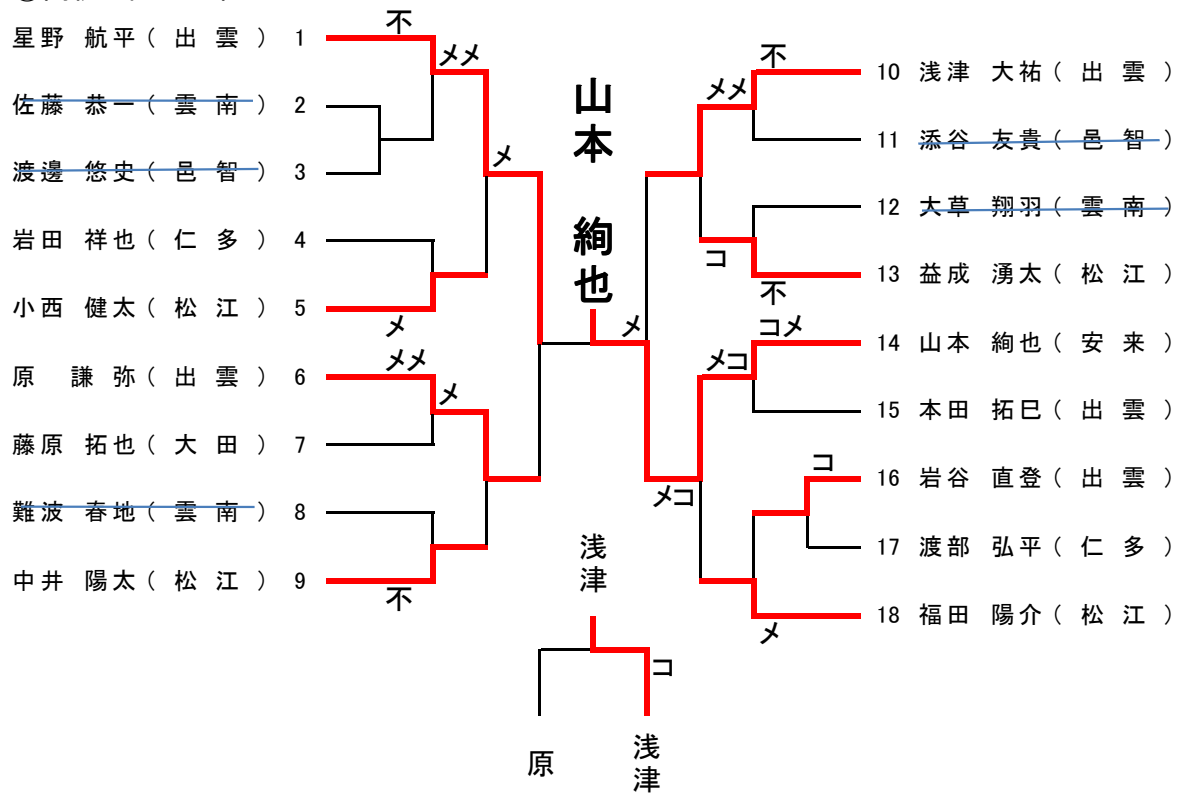 星野 航平（ 出 雲 ） 1
佐藤 恭一（ 雲 南 ） 2
渡邊 悠史（ 邑 智 ） 3
岩田 祥也（ 仁 多 ） 4
小西 健太（ 松 江 ） 5
原 謙弥（ 出 雲 ） 6
藤原 拓也（ 大 田 ） 7
難波 春地（ 雲 南 ） 8
中井 陽太（ 松 江 ） 9
不
メメ
メ
メ
メメ
メ
不
山本 絢也
メ
浅津
コ
原
浅津
不
メメ
コ
不
コメ
メコ
メコ
コ
メ
10 浅津 大祐（ 出 雲 ）
11 添谷 友貴（ 邑 智 ）
12 大草 翔羽（ 雲 南 ）
13 益成 湧太（ 松 江 ）
14 山本 絢也（ 安 来 ）
15 本田 拓巳（ 出 雲 ）
16 岩谷 直登（ 出 雲 ）
17 渡部 弘平（ 仁 多 ）
18 福田 陽介（ 松 江 ）